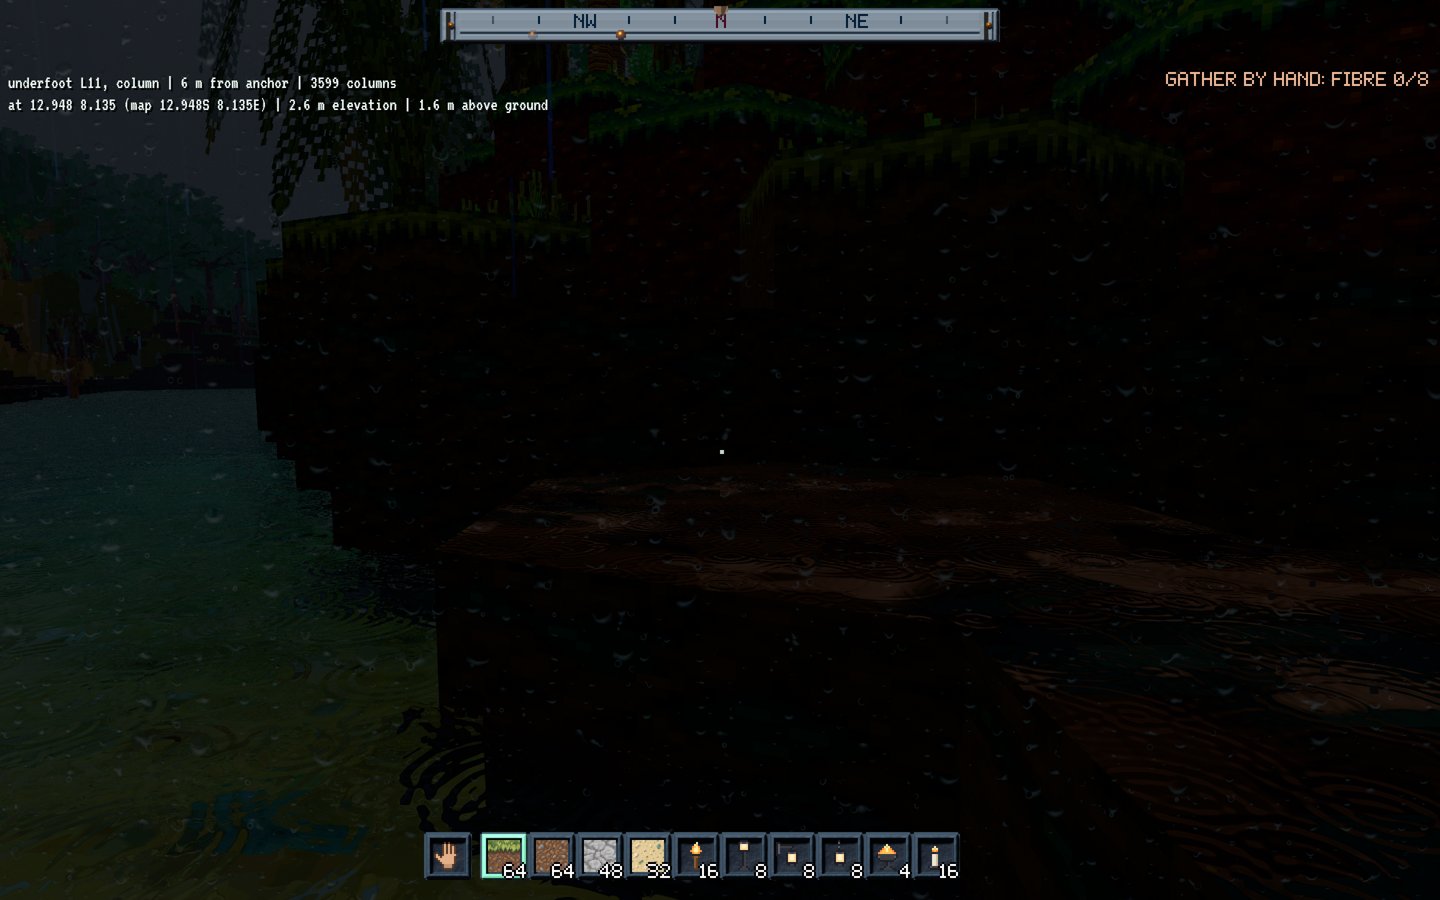 NW N NE
underfoot L11, column | 6 m from anchor | 3599 columns
at 12.948 8.135 (map 12.948S 8.135E) | 2.6 m elevation | 1.6 m above ground
GATHER BY HAND: FIBRE 0/8
64 64 48 32 16 8 8 8 4 16